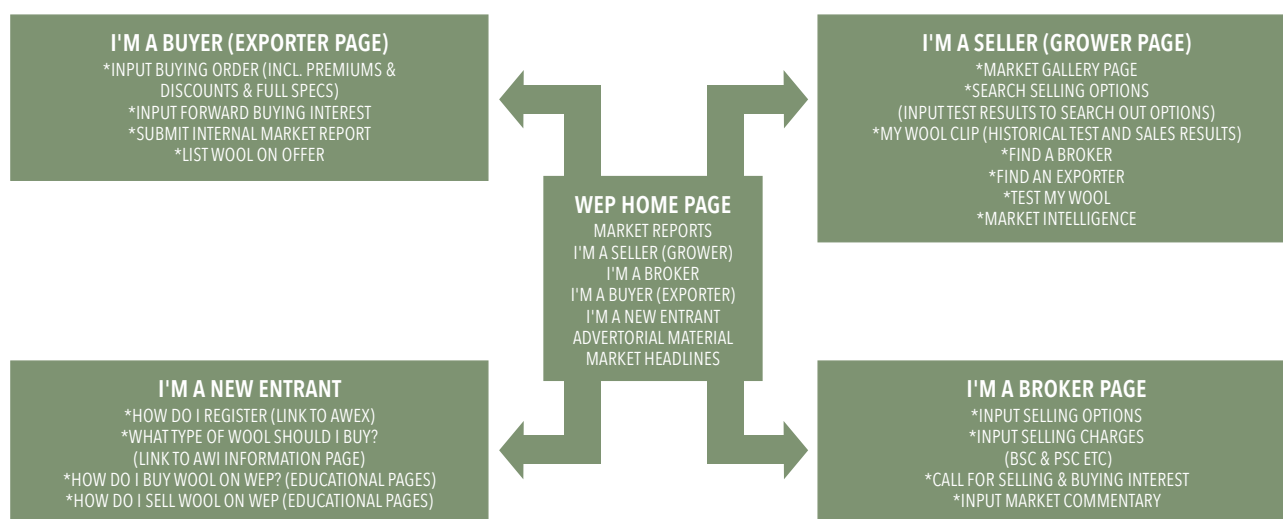 I'M A BUYER (EXPORTER PAGE)
*INPUT BUYING ORDER (INCL. PREMIUMS &
DISCOUNTS & FULL SPECS)
*INPUT FORWARD BUYING INTEREST
*SUBMIT INTERNAL MARKET REPORT
*LIST WOOL ON OFFER
I'M A SELLER (GROWER PAGE)
*MARKET GALLERY PAGE
*SEARCH SELLING OPTIONS
(INPUT TEST RESULTS TO SEARCH OUT OPTIONS)
*MY WOOL CLIP (HISTORICAL TEST AND SALES RESULTS)
*FIND A BROKER
*FIND AN EXPORTER
*TEST MY WOOL
*MARKET INTELLIGENCE
WEP HOME PAGE
MARKET REPORTS
I'M A SELLER (GROWER)
I'M A BROKER
I'M A BUYER (EXPORTER)
I'M A NEW ENTRANT
ADVERTORIAL MATERIAL
MARKET HEADLINES
I'M A NEW ENTRANT
*HOW DO I REGISTER (LINK TO AWEX)
*WHAT TYPE OF WOOL SHOULD I BUY?
(LINK TO AWI INFORMATION PAGE)
*HOW DO I BUY WOOL ON WEP? (EDUCATIONAL PAGES)
*HOW DO I SELL WOOL ON WEP (EDUCATIONAL PAGES)
I'M A BROKER PAGE
*INPUT SELLING OPTIONS
*INPUT SELLING CHARGES
(BSC & PSC ETC)
*CALL FOR SELLING & BUYING INTEREST
*INPUT MARKET COMMENTARY